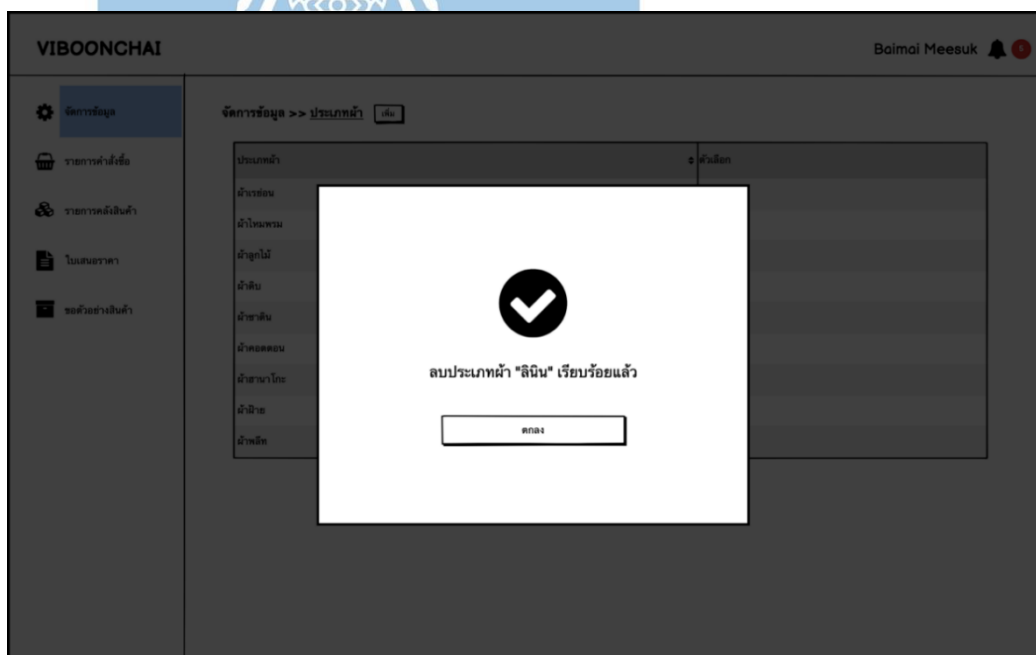 VIBOONCHAI
Baimai Meesuk
5
จัดการข้อมูล
จัดการข้อมูล >> ประเภทผ้า เพิ่ม
รายการคำสั่งซื้อ
รายการคลังสินค้า
ใบเสนอราคา
ขอตัวอย่างสินค้า
ประเภทผ้า ตัวเลือก
ผ้าเรช่อน
ผ้าไหมพรม
ผ้าลูกไม้
ผ้าดิบ
ผ้าซาติน
ผ้าคอตตอน
ผ้าฮานาโกะ
ผ้าฝ้าย
ผ้าพลีท
ลบประเภทผ้า "ลินิน" เรียบร้อยแล้ว
ตกลง